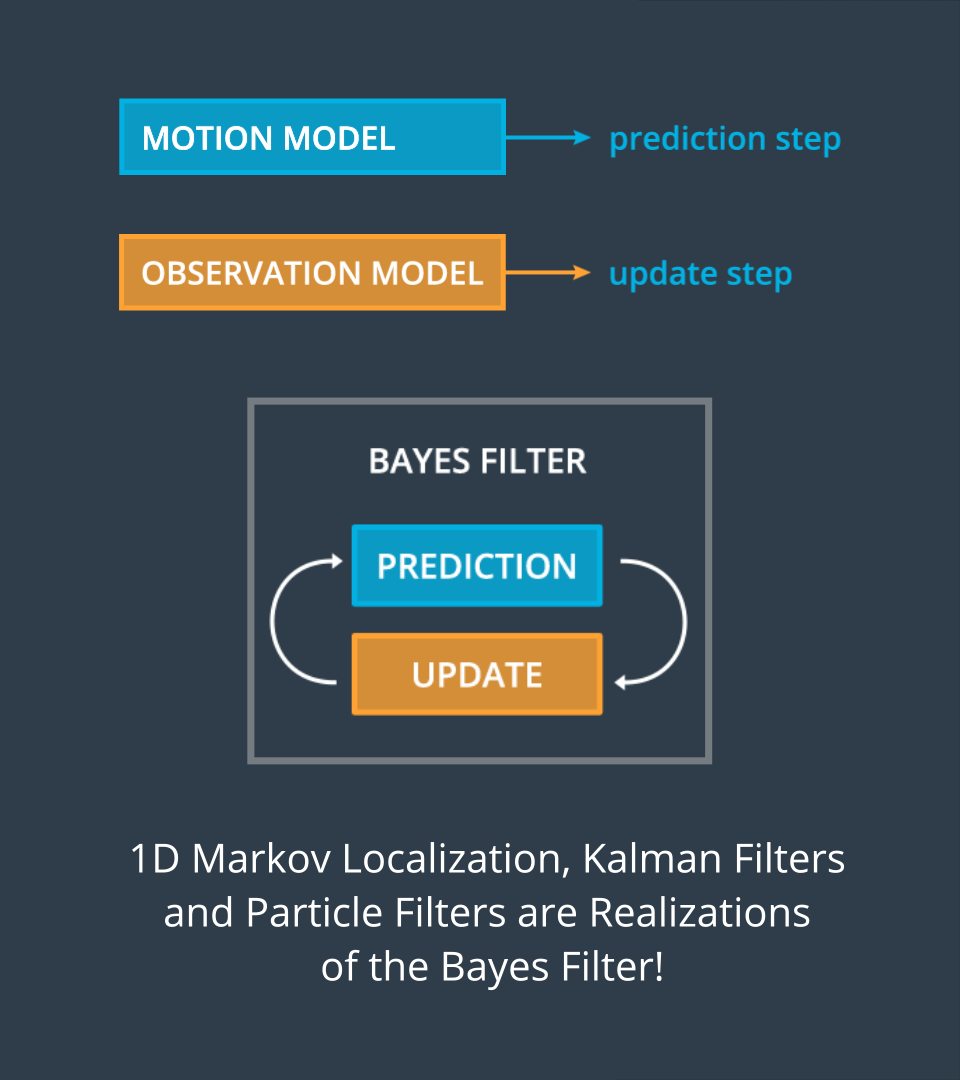 MOTION MODEL
prediction step
OBSERVATION MODEL
update step
BAYES FILTER
PREDICTION
UPDATE
1D Markov Localization, Kalman Filters
and Particle Filters are Realizations
of the Bayes Filter!